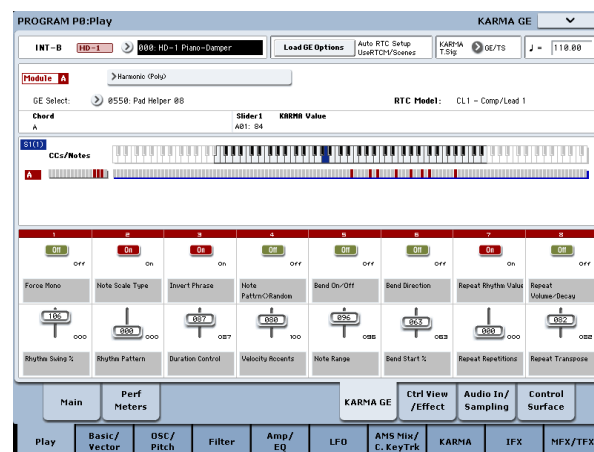 PROGRAM P0:Play KARMA GE
INT-B HD-1 000: HD-1 Piano-Damper Load GE Options Auto RTC Setup UseRTCM/Scenes KARMA T.Sig: GE/TS ♩ = 110.00
Module A Harmonic (Poly)
GE Select: 0550: Pad Helper 08 RTC Model: CL1 - Comp/Lead 1
Chord Slider1 KARMA Value
A A01: 84
S1(1)
CCs/Notes
A
1 2 3 4 5 6 7 8
Off On On Off Off Off On Off
Off On On Off Off Off On Off
Force Mono Note Scale Type Invert Phrase Note Pattrn○Random Bend On/Off Bend Direction Repeat Rhythm Value Repeat Volume/Decay
106 000 087 080 096 063 000 082
000 000 087 100 096 063 000 082
Rhythm Swing % Rhythm Pattern Duration Control Velocity Accents Note Range Bend Start % Repeat Repetitions Repeat Transpose
Main Perf Meters KARMA GE Ctrl View /Effect Audio In/ Sampling Control Surface
Play Basic/ Vector OSC/ Pitch Filter Amp/ EQ LFO AMS Mix/ C. KeyTrk KARMA IFX MFX/TFX